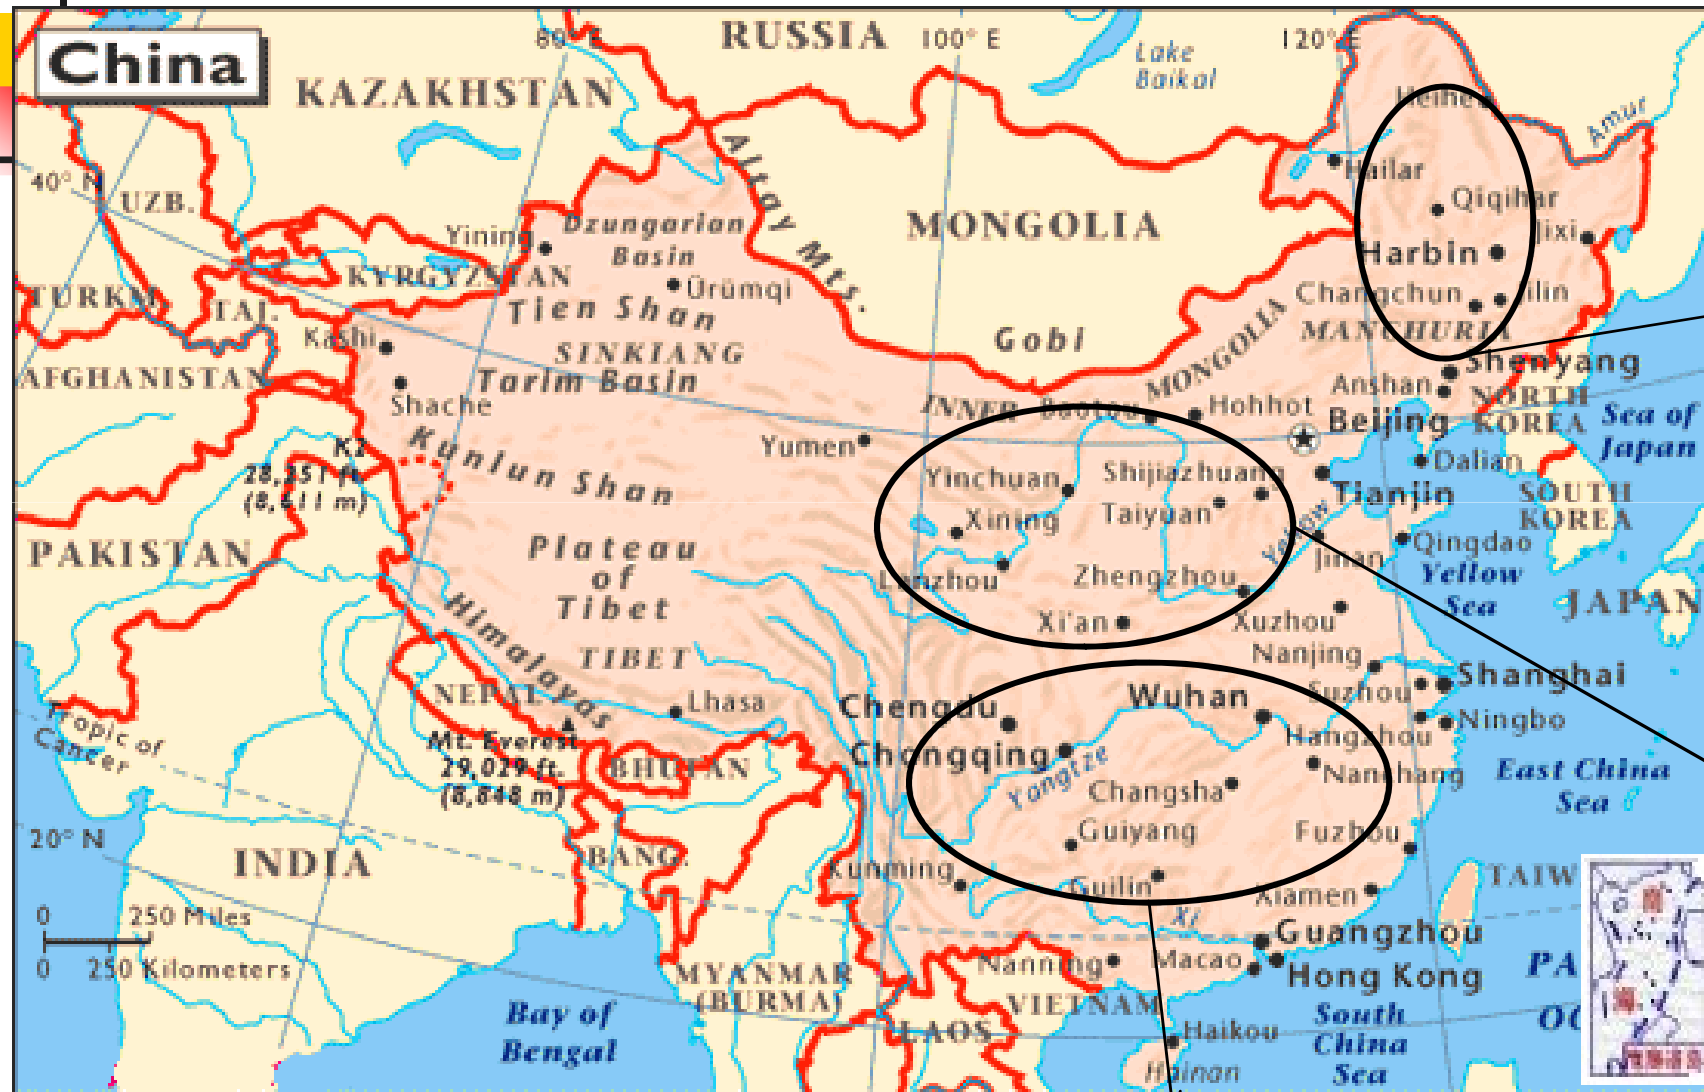 China
RUSSIA
80° E
100° E
120° E
Lake
Baikal
KAZAKHSTAN
Heihe
Amur
Altay Mts.
Hailar
40° N
UZB.
Qiqihar
Dzungarian
Basin
MONGOLIA
Yining
Jixi
Harbin
KYRGYZSTAN
Ürümqi
TURKM.
TAJ.
Changchun
ilin
Tien Shan
MANCHURIA
Kashi
Gobi
SINKIANG
Shenyang
AFGHANISTAN
Tarim Basin
INNER MONGOLIA
Anshan
NORTH
KOREA
Shache
Baotou
Hohhot
Beijing
Sea of
Japan
K2
28,251 ft.
(8,611 m)
Kunlun Shan
Yumen
Yinchuan
Shijiazhuang
Dalian
Tianjin
SOUTH
KOREA
Xining
Taiyuan
Yellow
PAKISTAN
Plateau
of
Tibet
Jinan
Qingdao
Lanzhou
Zhengzhou
Yellow
Sea
JAPAN
Himalayas
Xi'an
Xuzhou
TIBET
Nanjing
NEPAL
Lhasa
Suzhou
Shanghai
Tropic of
Cancer
Chengdu
Wuhan
Ningbo
Mt. Everest
29,029 ft.
(8,848 m)
BHUTAN
Chongqing
Yangtze
Hangzhou
Nanchang
East China
Sea
Changsha
20° N
INDIA
BANG.
Guiyang
Fuzhou
Kunming
Guilin
Xiamen
TAIW
0 250 Miles
0 250 Kilometers
Xi
Guangzhou
Nanning
Macao
Hong Kong
PA
MYANMAR
(BURMA)
VIETNAM
Bay of
Bengal
LAOS
Haikou
South
China
Sea
OC
Hainan